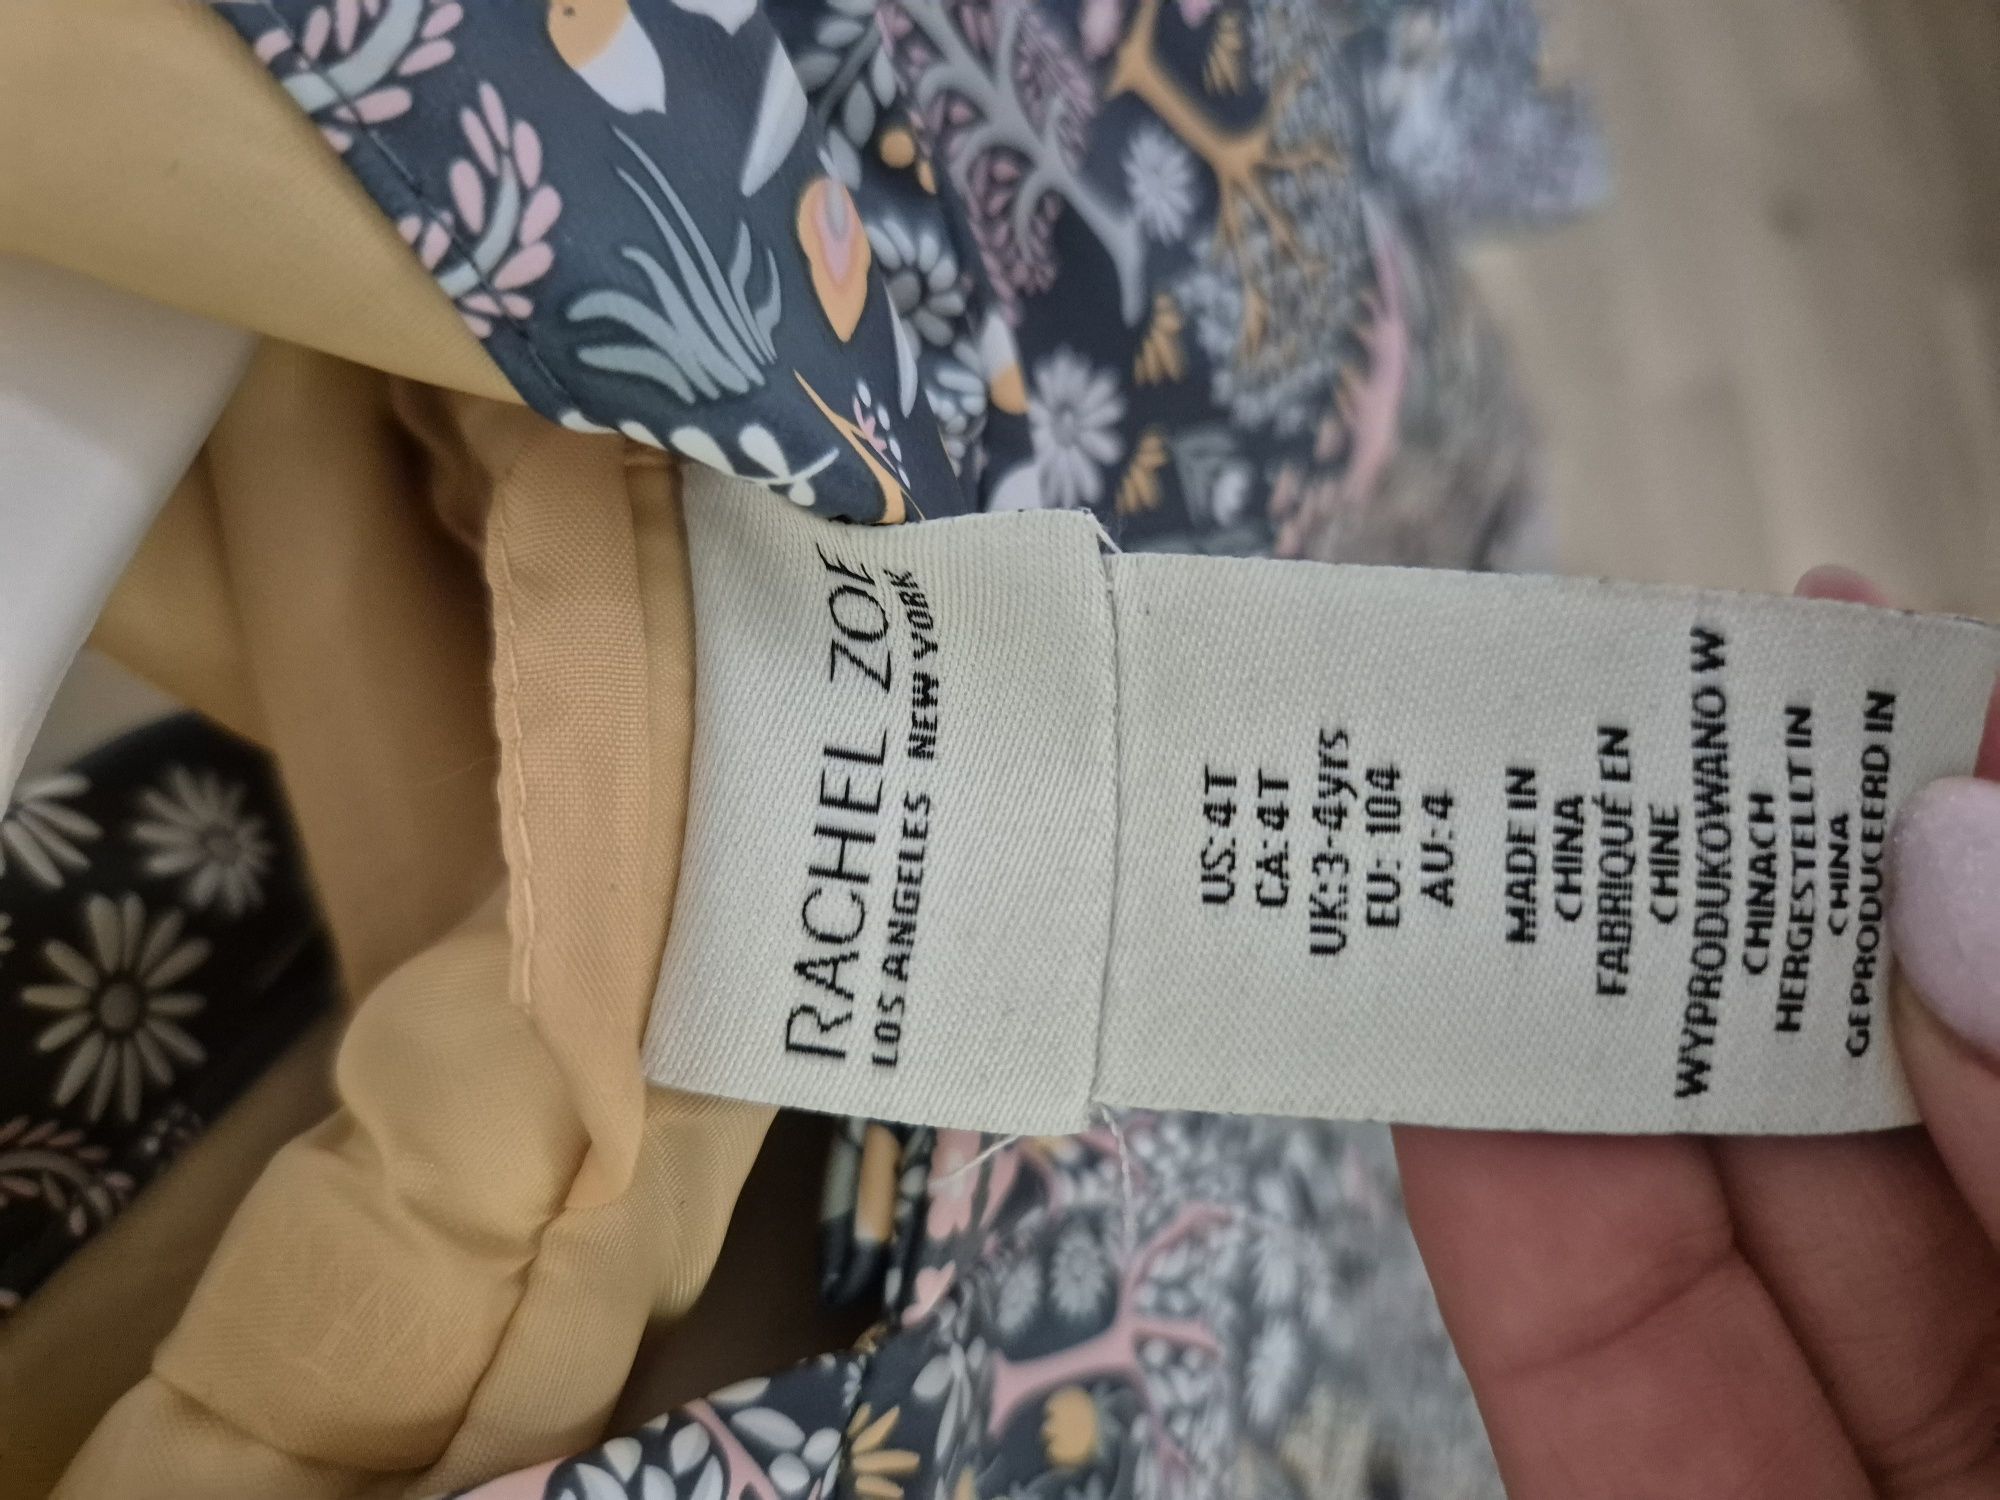 RACHEL ZOE
LOS ANGELES NEW YORK
US: 4T
CA: 4T
UK:3-4yrs
EU: 104
AU: 4
MADE IN
CHINA
FABRIQUÉ EN
CHINE
WYPRODUKOWANO W
CHINACH
HERGESTELLT IN
CHINA
GEPRODUCEERD IN